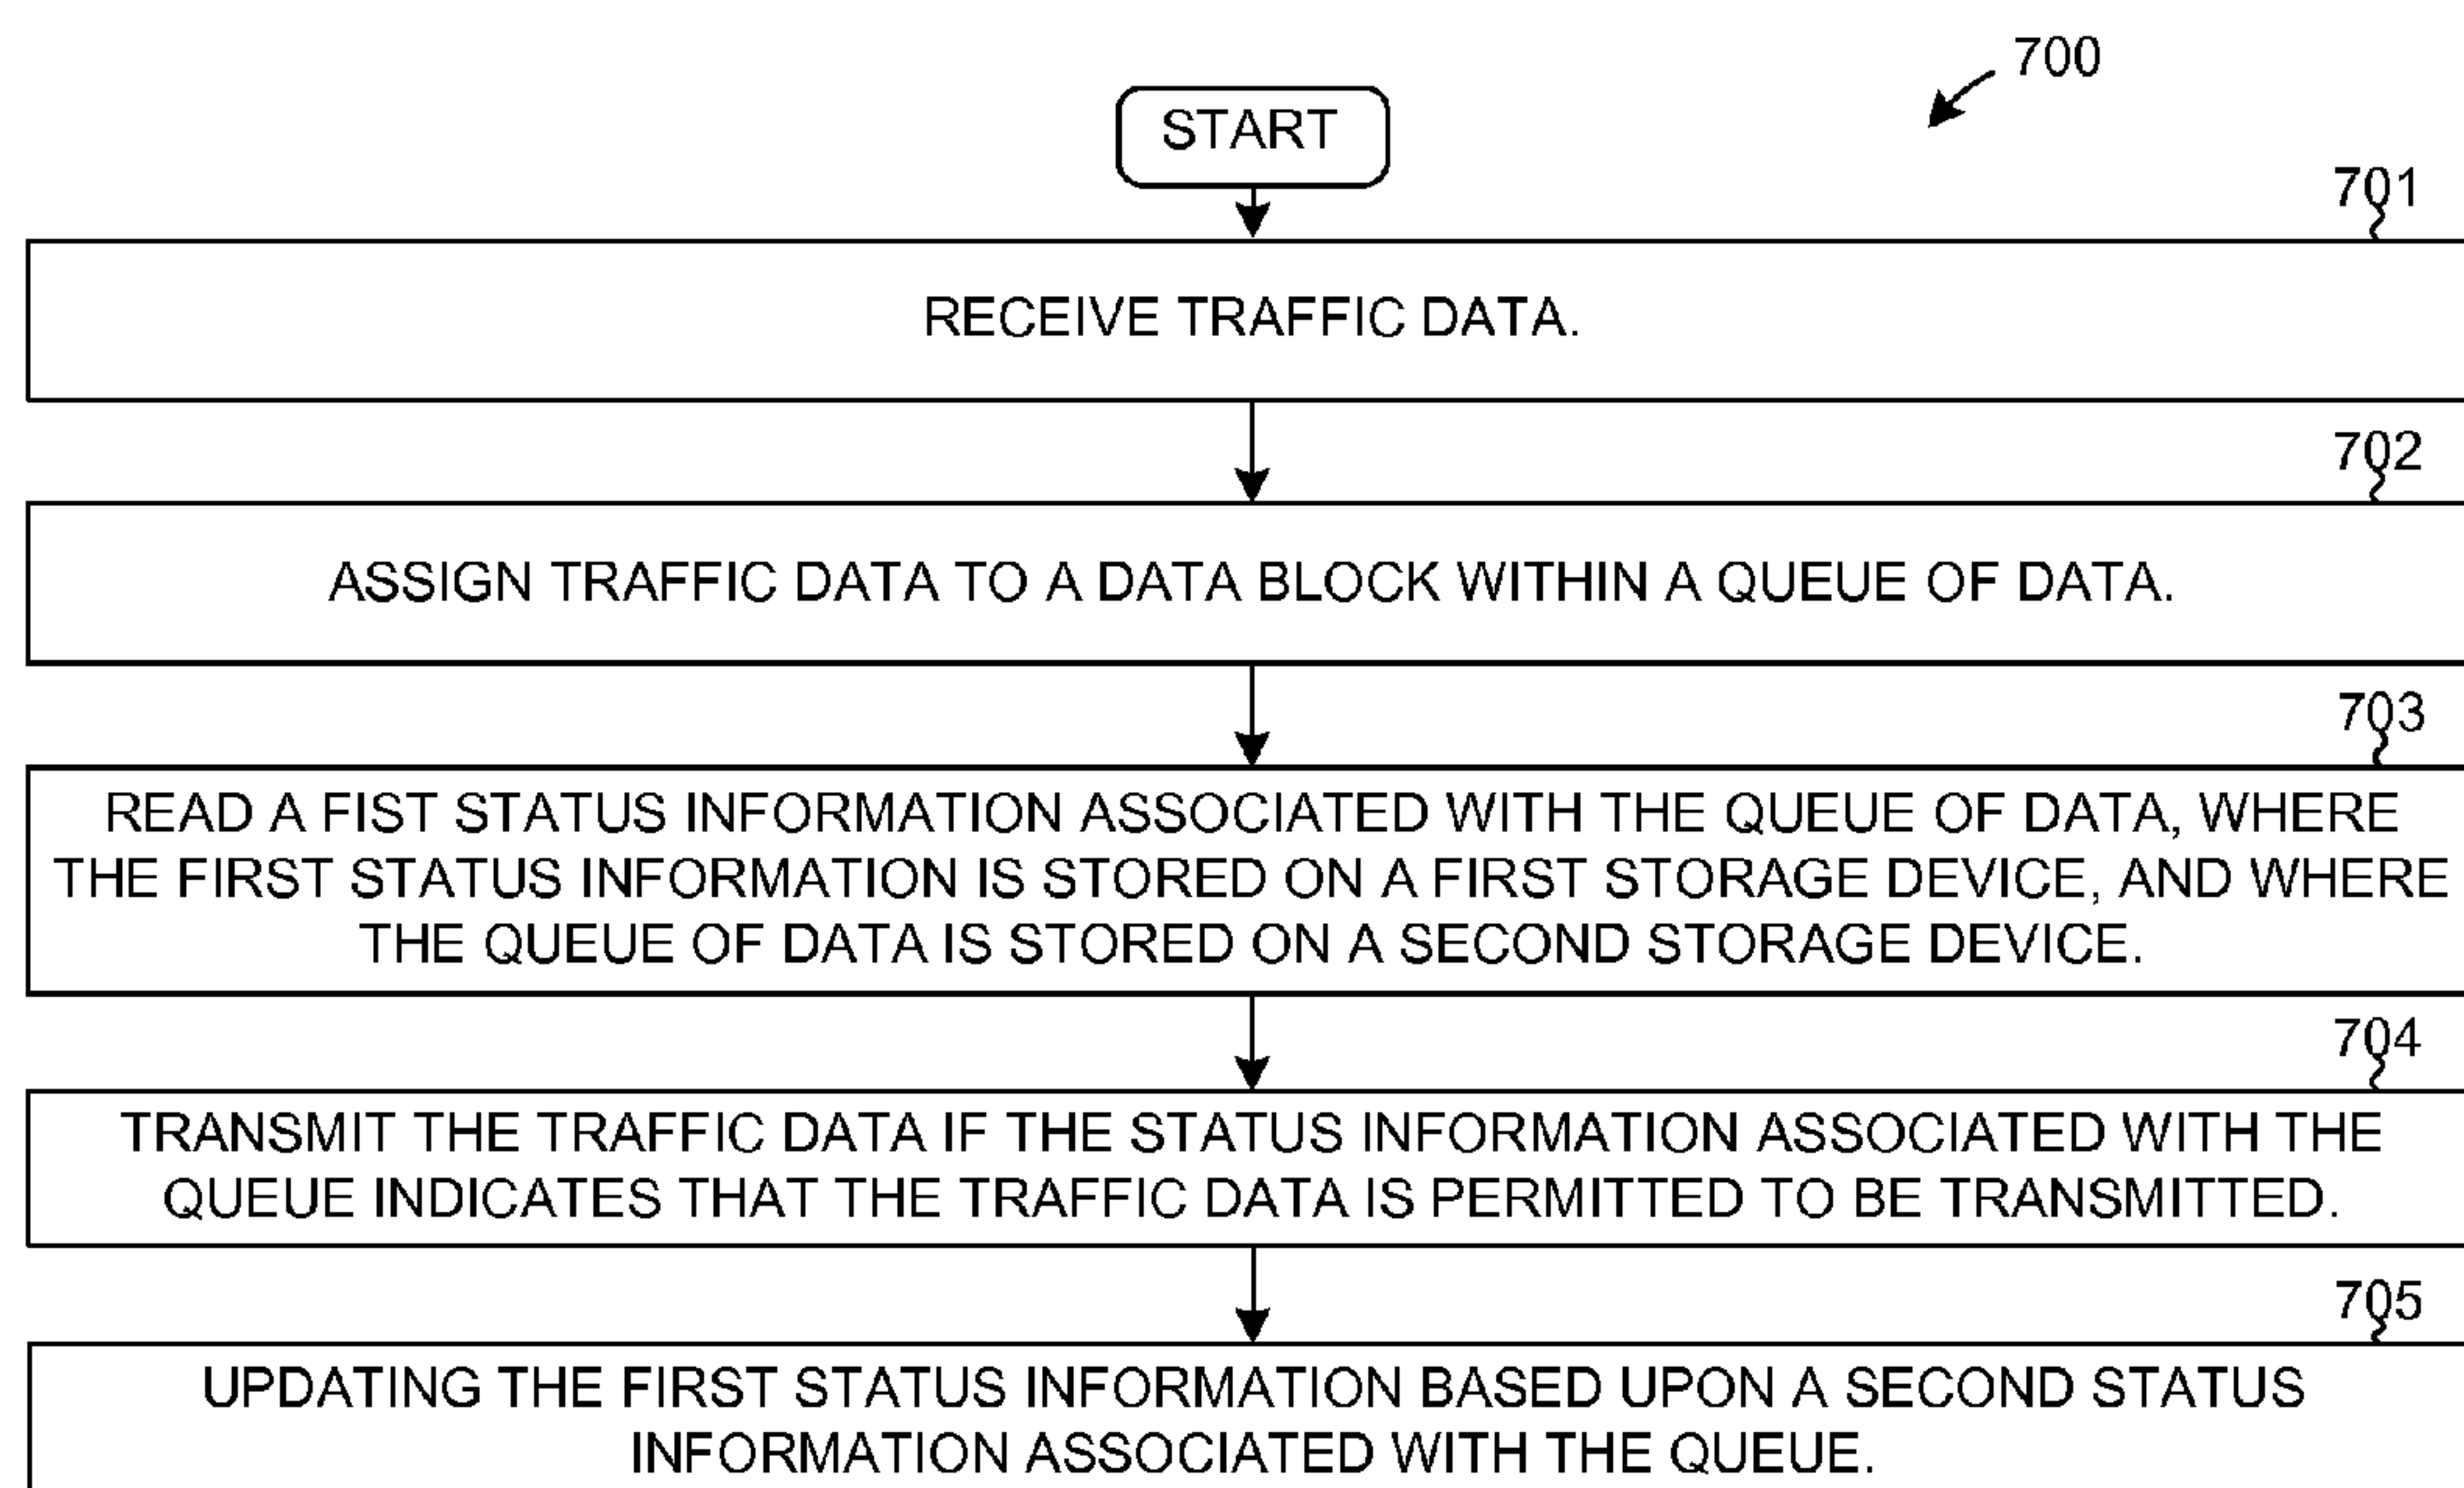 700
START
701
RECEIVE TRAFFIC DATA.
702
ASSIGN TRAFFIC DATA TO A DATA BLOCK WITHIN A QUEUE OF DATA.
703
READ A FIST STATUS INFORMATION ASSOCIATED WITH THE QUEUE OF DATA, WHERE
THE FIRST STATUS INFORMATION IS STORED ON A FIRST STORAGE DEVICE, AND WHERE
THE QUEUE OF DATA IS STORED ON A SECOND STORAGE DEVICE.
704
TRANSMIT THE TRAFFIC DATA IF THE STATUS INFORMATION ASSOCIATED WITH THE
QUEUE INDICATES THAT THE TRAFFIC DATA IS PERMITTED TO BE TRANSMITTED.
705
UPDATING THE FIRST STATUS INFORMATION BASED UPON A SECOND STATUS
INFORMATION ASSOCIATED WITH THE QUEUE.